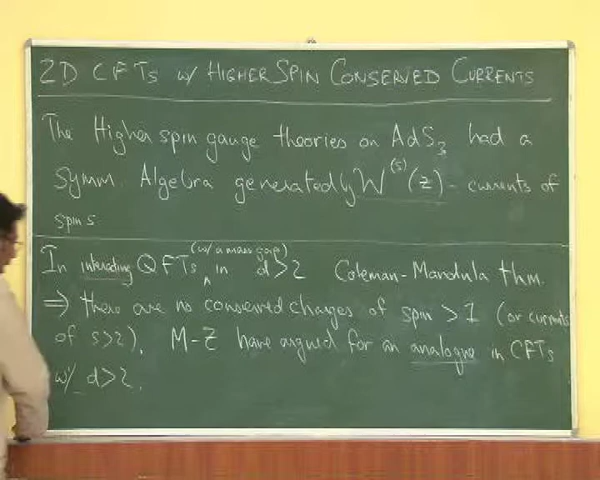 2D CFTs w/ HIGHER SPIN CONSERVED CURRENTS
The Higher spin gauge theories on AdS₃ had a
Symm. Algebra generated by W⁽ˢ⁾(z) - currents of
spin s
(w/ a mass gap)
In interacting QFTs ∧ in d>2 Coleman-Mandula thm.
⇒ there are no conserved charges of spin >1 (or currents
of s>2). M-Z have argued for an analogue in CFTs
w/ d>2.